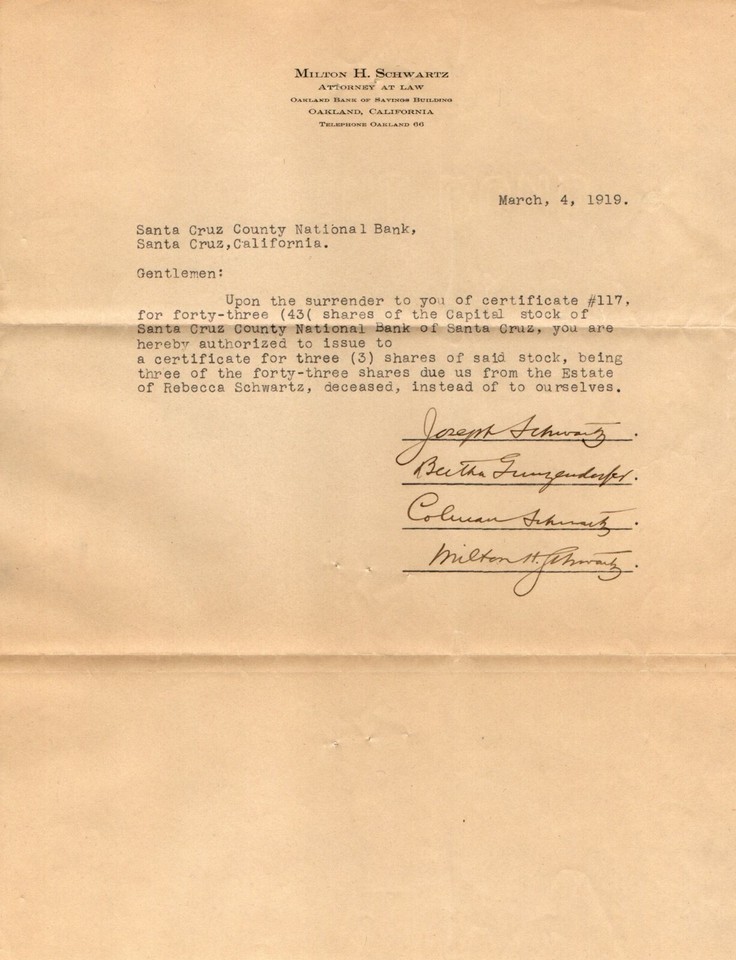 Milton H. Schwartz
Attorney at Law
Oakland Bank of Savings Building
Oakland, California
Telephone Oakland 66
March, 4, 1919.
Santa Cruz County National Bank,
Santa Cruz,California.
Gentlemen:
Upon the surrender to you of certificate #117,
for forty-three (43( shares of the Capital stock of
Santa Cruz County National Bank of Santa Cruz, you are
hereby authorized to issue to
a certificate for three (3) shares of said stock, being
three of the forty-three shares due us from the Estate
of Rebecca Schwartz, deceased, instead of to ourselves.
Joseph Schwartz.
Bertha Gunzendorfer.
Colman Schwartz.
Milton H. Schwartz.